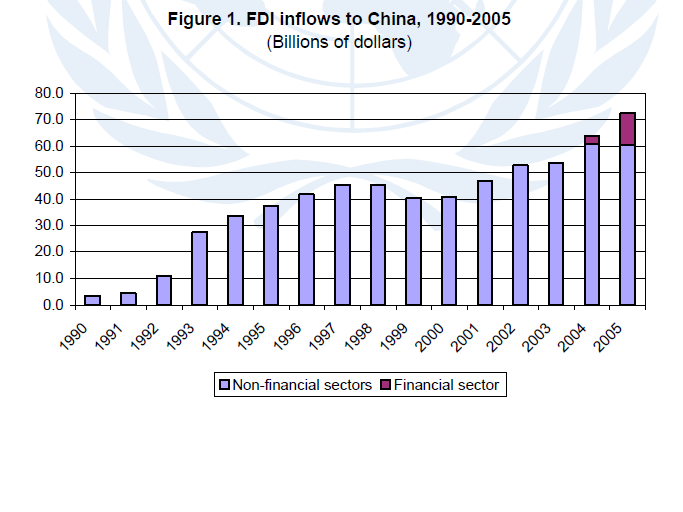 Figure 1. FDI inflows to China, 1990-2005
(Billions of dollars)
80.0
70.0
60.0
50.0
40.0
30.0
20.0
10.0
0.0
1990 1991 1992 1993 1994 1995 1996 1997 1998 1999 2000 2001 2002 2003 2004 2005
Non-financial sectors Financial sector